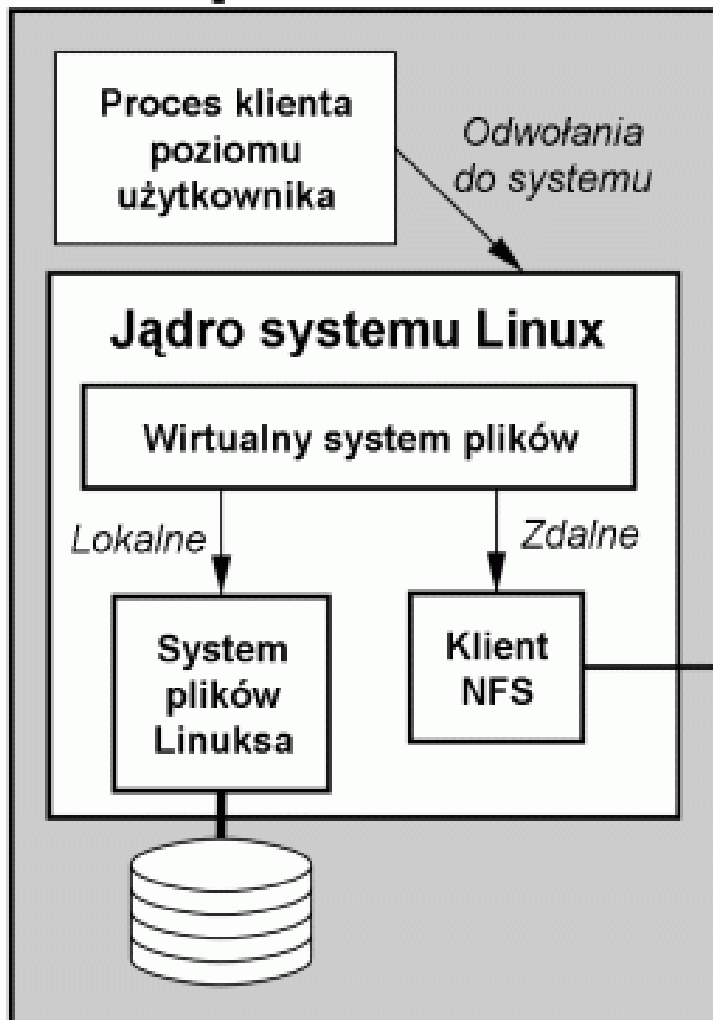 Proces klienta
poziomu
użytkownika
Odwołania
do systemu
Jądro systemu Linux
Wirtualny system plików
Lokalne
Zdalne
System
plików
Linuksa
Klient
NFS